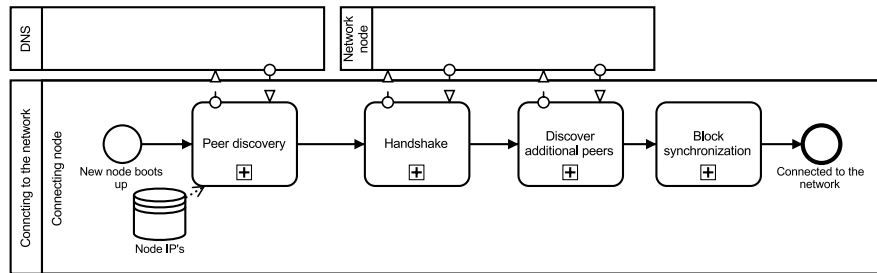 DNS
Network
node
Conncting to the network
Connecting node
New node boots
up
Node IP's
Peer discovery
Handshake
Discover
additional peers
Block
synchronization
Connected to the
network